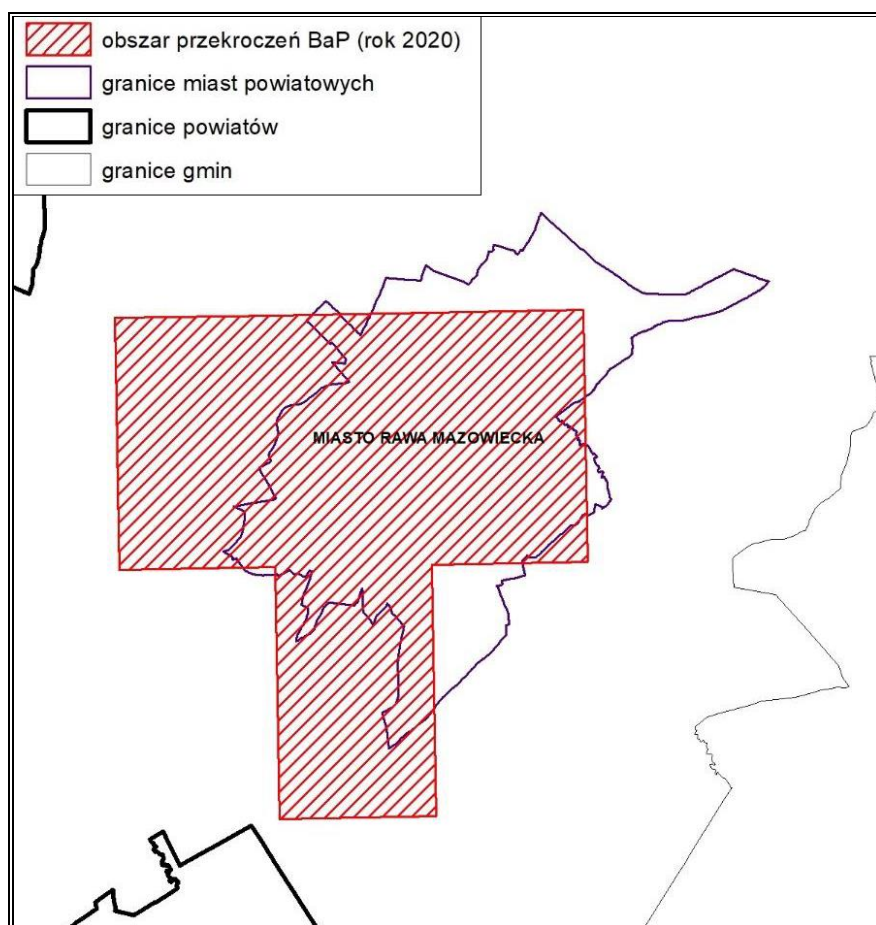 obszar przekroczeń BaP (rok 2020)
granice miast powiatowych
granice powiatów
granice gmin
MIASTO RAWA MAZOWIECKA